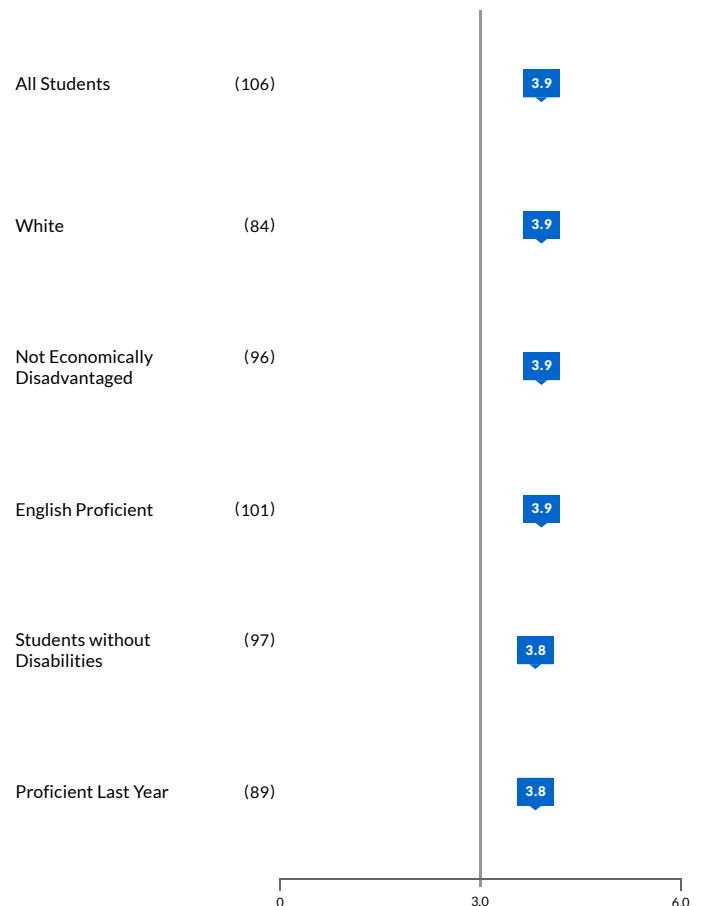 All Students (106) 3.9
White (84) 3.9
Not Economically (96) 3.9
Disadvantaged
English Proficient (101) 3.9
Students without (97) 3.8
Disabilities
Proficient Last Year (89) 3.8
0 3.0 6.0